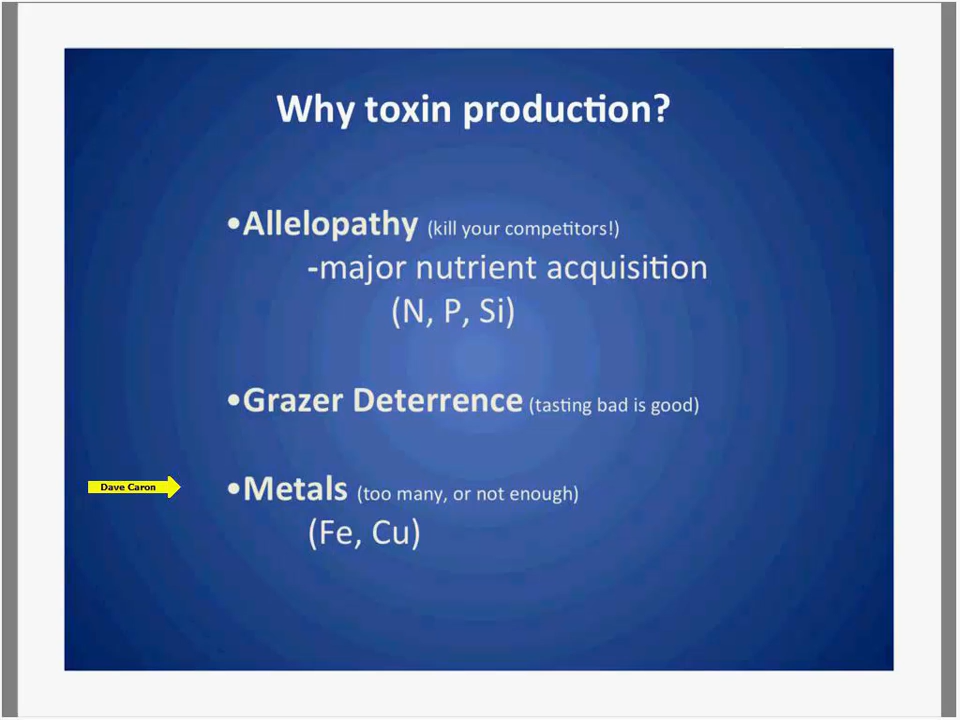 Why toxin production?
•Allelopathy (kill your competitors!)
-major nutrient acquisition
(N, P, Si)
•Grazer Deterrence (tasting bad is good)
Dave Caron
•Metals (too many, or not enough)
(Fe, Cu)